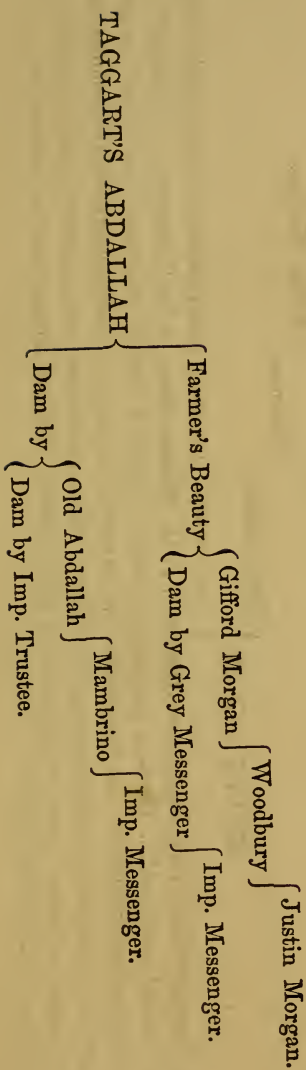 TAGGART'S ABDALLAH
Farmer's Beauty
Gifford Morgan
Woodbury
Justin Morgan.
Dam by Grey Messenger
Imp. Messenger.
Dam by
Old Abdallah
Mambrino
Imp. Messenger.
Dam by Imp. Trustee.